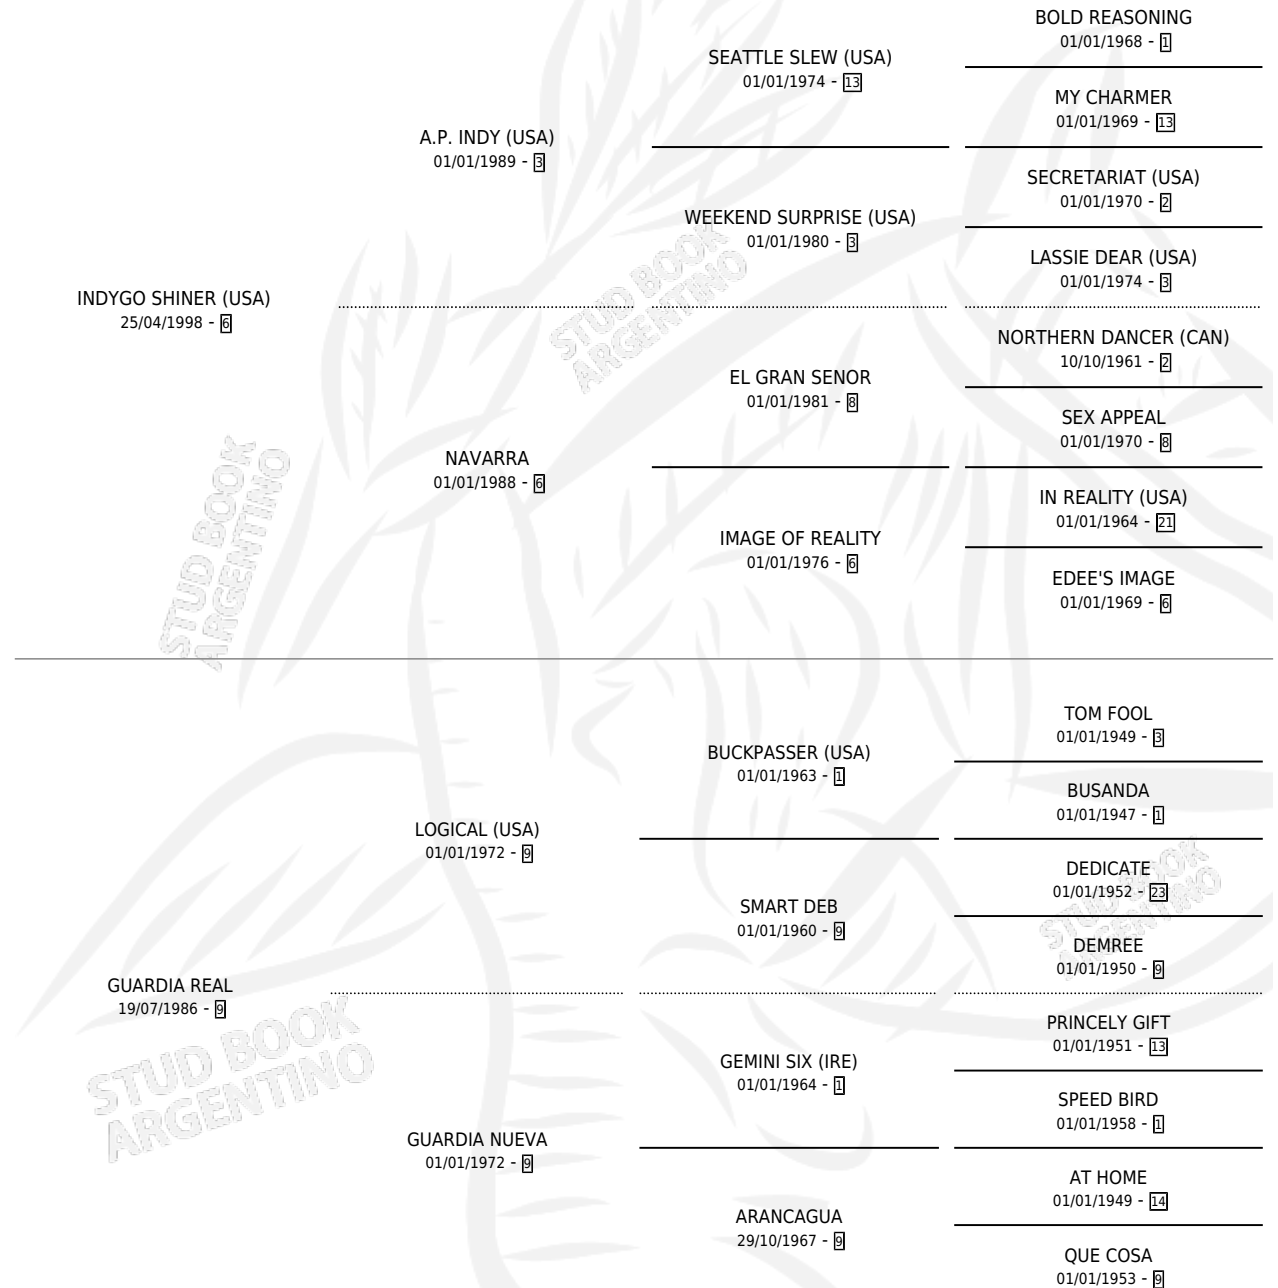 BOLD REASONING
01/01/1968 - 1
SEATTLE SLEW (USA)
01/01/1974 - 13
MY CHARMER
01/01/1969 - 13
A.P. INDY (USA)
01/01/1989 - 3
SECRETARIAT (USA)
01/01/1970 - 2
WEEKEND SURPRISE (USA)
01/01/1980 - 3
LASSIE DEAR (USA)
01/01/1974 - 3
INDYGO SHINER (USA)
25/04/1998 - 6
NORTHERN DANCER (CAN)
10/10/1961 - 2
EL GRAN SENOR
01/01/1981 - 8
SEX APPEAL
01/01/1970 - 8
NAVARRA
01/01/1988 - 6
IN REALITY (USA)
01/01/1964 - 21
IMAGE OF REALITY
01/01/1976 - 6
EDEE'S IMAGE
01/01/1969 - 6
STUD BOOK
ARGENTINO
STUD BOOK
ARGENTINO
TOM FOOL
01/01/1949 - 3
BUCKPASSER (USA)
01/01/1963 - 1
BUSANDA
01/01/1947 - 1
LOGICAL (USA)
01/01/1972 - 9
DEDICATE
01/01/1952 - 23
SMART DEB
01/01/1960 - 9
DEMREE
01/01/1950 - 9
STUD BOOK
ARGENTINO
GUARDIA REAL
19/07/1986 - 9
STUD BOOK
ARGENTINO
PRINCELY GIFT
01/01/1951 - 13
GEMINI SIX (IRE)
01/01/1964 - 1
SPEED BIRD
01/01/1958 - 1
GUARDIA NUEVA
01/01/1972 - 9
AT HOME
01/01/1949 - 14
ARANCAGUA
29/10/1967 - 9
QUE COSA
01/01/1953 - 9